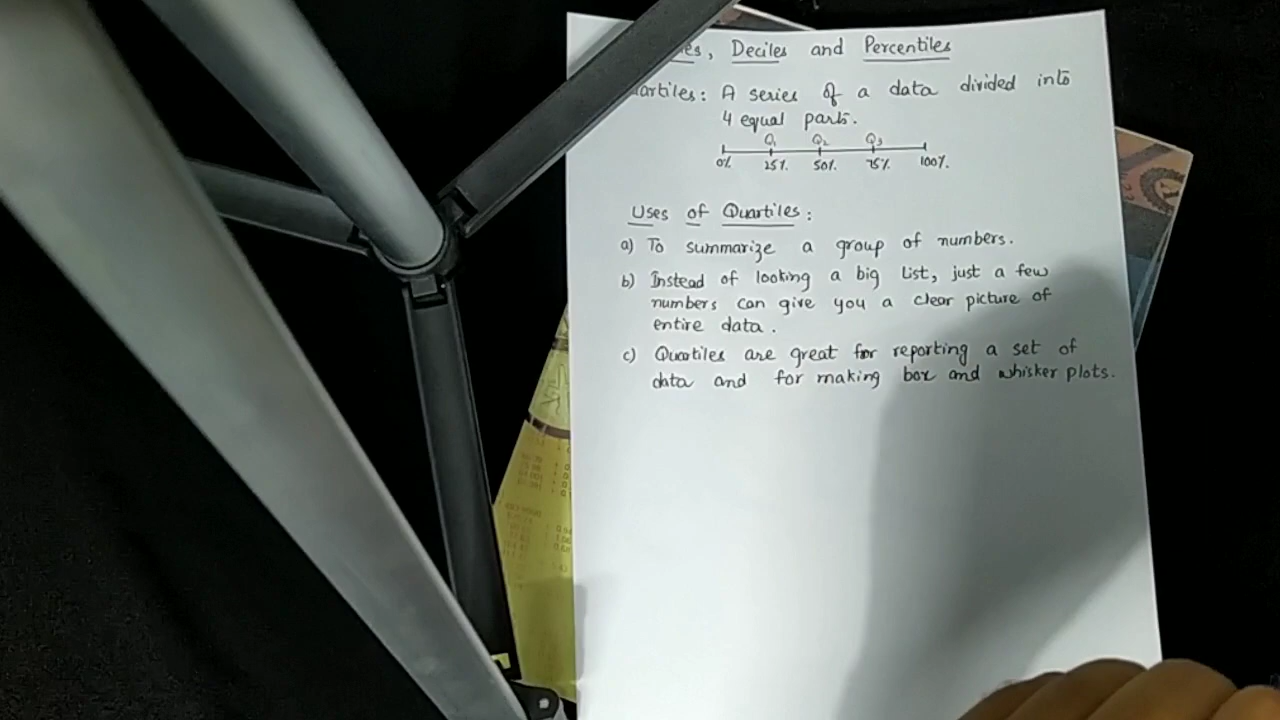 es, Deciles and Percentiles
artiles: A series of a data divided into
4 equal parts.
Q1 Q2 Q3
0% 25% 50% 75% 100%.
Uses of Quartiles:
a) To summarize a group of numbers.
b) Instead of looking a big list, just a few
numbers can give you a clear picture of
entire data.
c) Quartiles are great for reporting a set of
data and for making box and whisker plots.